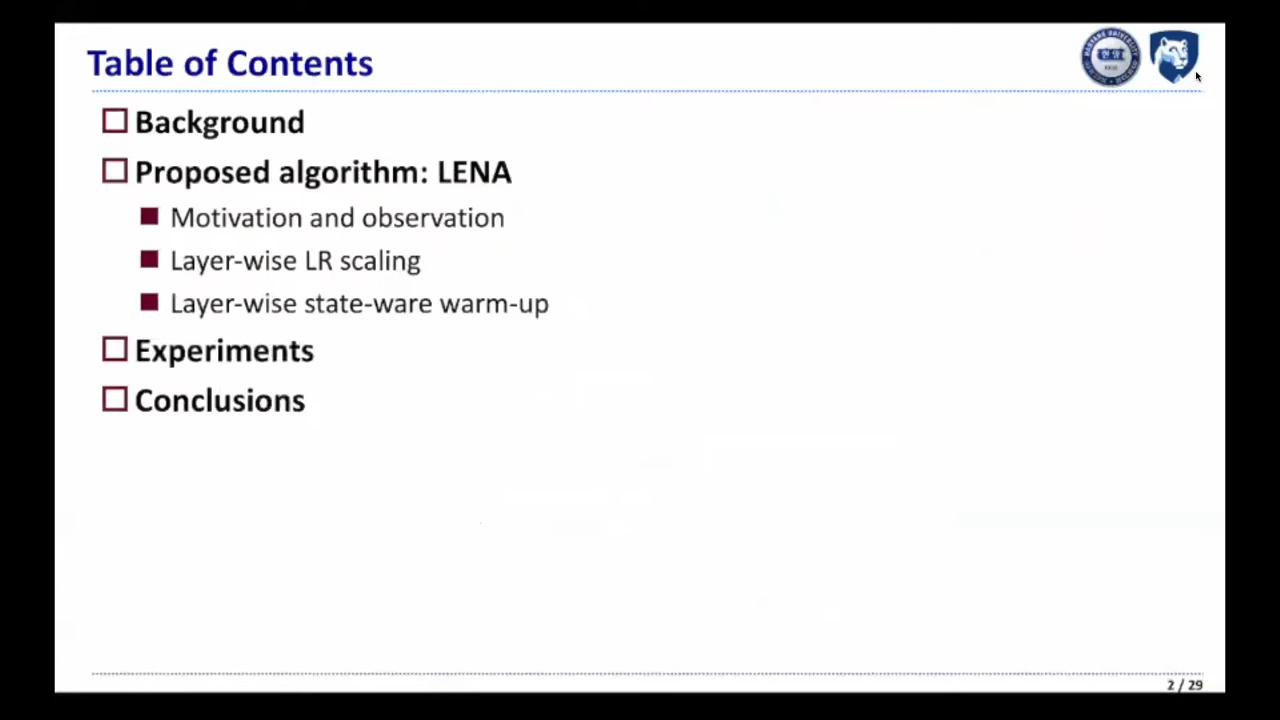 Table of Contents
Background
Proposed algorithm: LENA
Motivation and observation
Layer-wise LR scaling
Layer-wise state-ware warm-up
Experiments
Conclusions
2 / 29